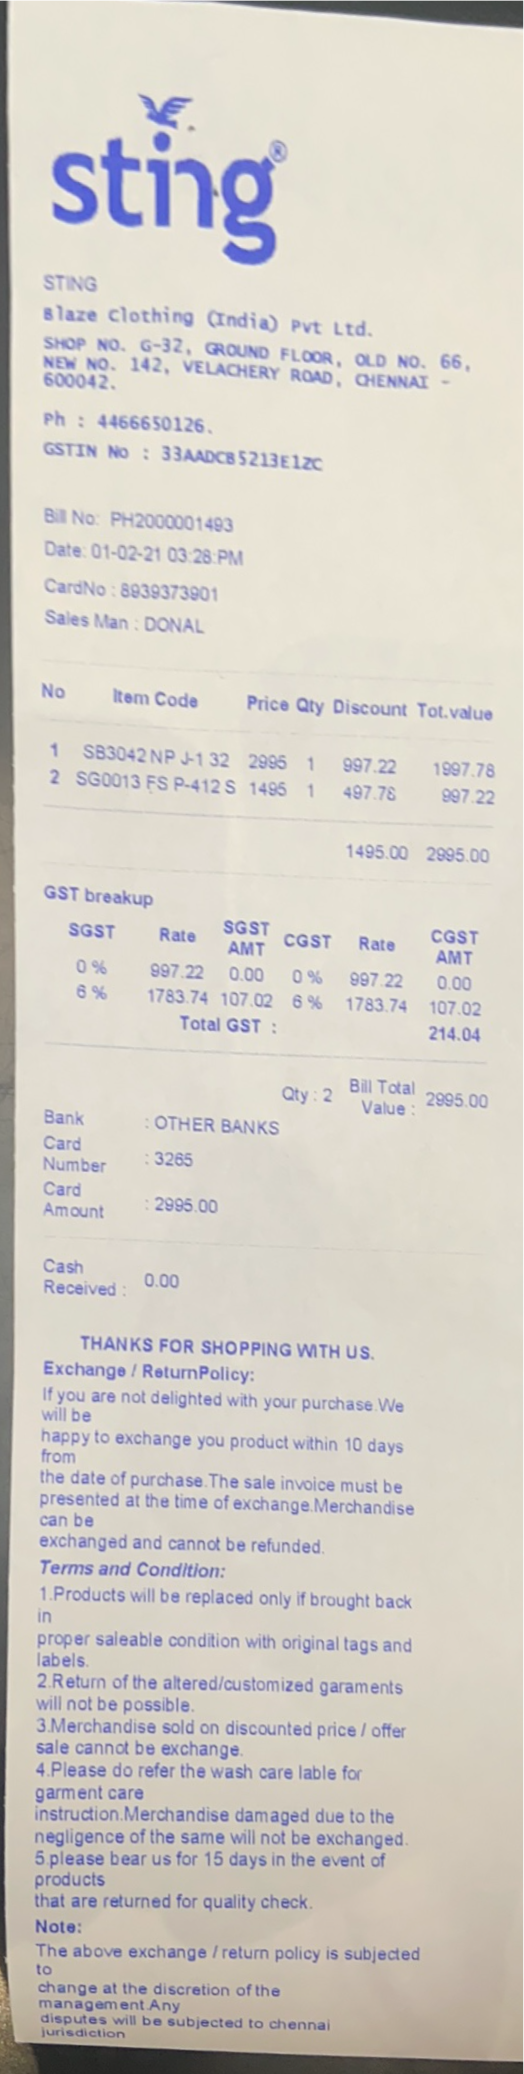 sting®
STING
Blaze Clothing (India) Pvt Ltd.
SHOP NO. G-32, GROUND FLOOR, OLD NO. 66,
NEW NO. 142, VELACHERY ROAD, CHENNAI -
600042.
Ph : 4466650126.
GSTIN No : 33AADCB5213E1ZC
Bill No: PH2000001493
Date: 01-02-21 03:28:PM
CardNo : 8939373901
Sales Man : DONAL
No Item Code Price Qty Discount Tot.value
1 SB3042 NP J-1 32 2995 1 997.22 1997.78
2 SG0013 FS P-412 S 1495 1 497.78 997.22
1495.00 2995.00
GST breakup
SGST Rate SGST AMT CGST Rate CGST AMT
0 % 997.22 0.00 0 % 997.22 0.00
6 % 1783.74 107.02 6 % 1783.74 107.02
Total GST : 214.04
Qty : 2 Bill Total Value : 2995.00
Bank : OTHER BANKS
Card Number : 3265
Card Amount : 2995.00
Cash Received : 0.00
THANKS FOR SHOPPING WITH US.
Exchange / ReturnPolicy:
If you are not delighted with your purchase.We
will be
happy to exchange you product within 10 days
from
the date of purchase.The sale invoice must be
presented at the time of exchange.Merchandise
can be
exchanged and cannot be refunded.
Terms and Condition:
1.Products will be replaced only if brought back
in
proper saleable condition with original tags and
labels.
2.Return of the altered/customized garaments
will not be possible.
3.Merchandise sold on discounted price / offer
sale cannot be exchange.
4.Please do refer the wash care lable for
garment care
instruction.Merchandise damaged due to the
negligence of the same will not be exchanged.
5.please bear us for 15 days in the event of
products
that are returned for quality check.
Note:
The above exchange / return policy is subjected
to
change at the discretion of the
management.Any
disputes will be subjected to chennai
jurisdiction